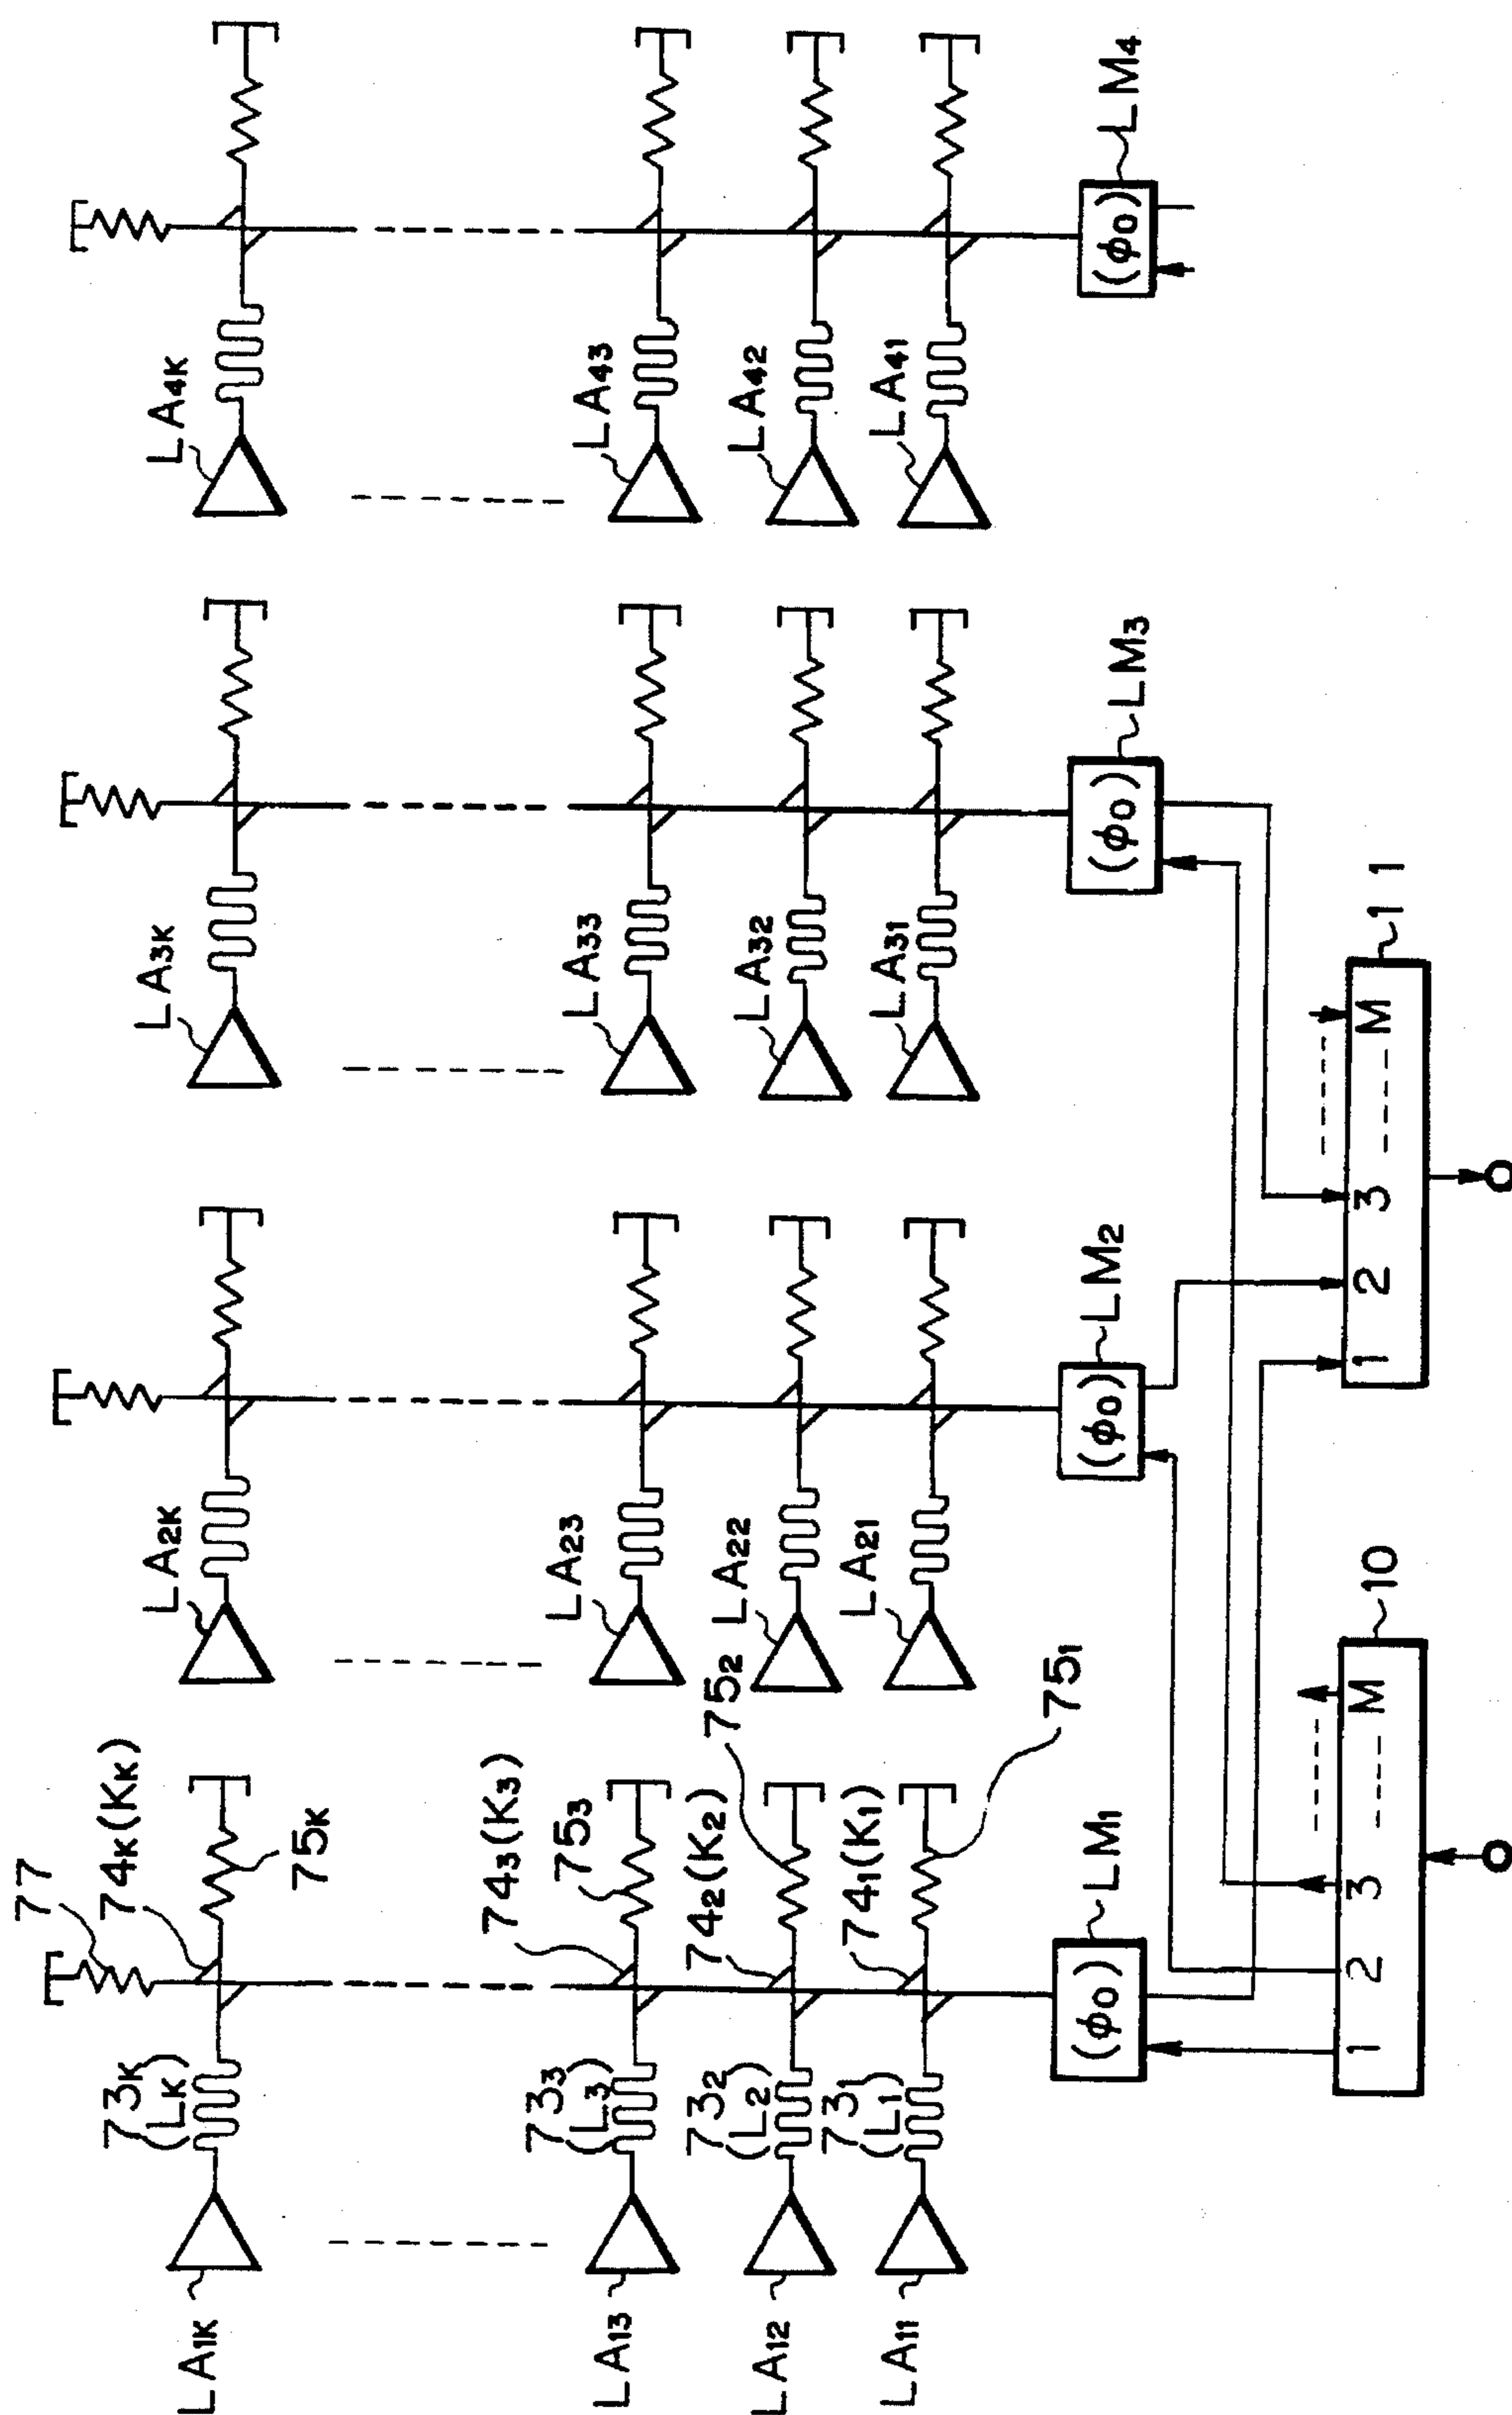 77
74K(KK)
75K
73K
(LK)
LA1K
743(K3)
753
733
(L3)
LA13
742(K2)
752
732
(L2)
LA12
741(K1)
751
731
(L1)
LA11
(φ0)
LM1
LA2K
LA23
LA22
LA21
(φ0)
LM2
LA3K
LA33
LA32
LA31
(φ0)
LM3
LA4K
LA43
LA42
LA41
(φ0)
LM4
1 2 3 M
10
1 2 3 M
11